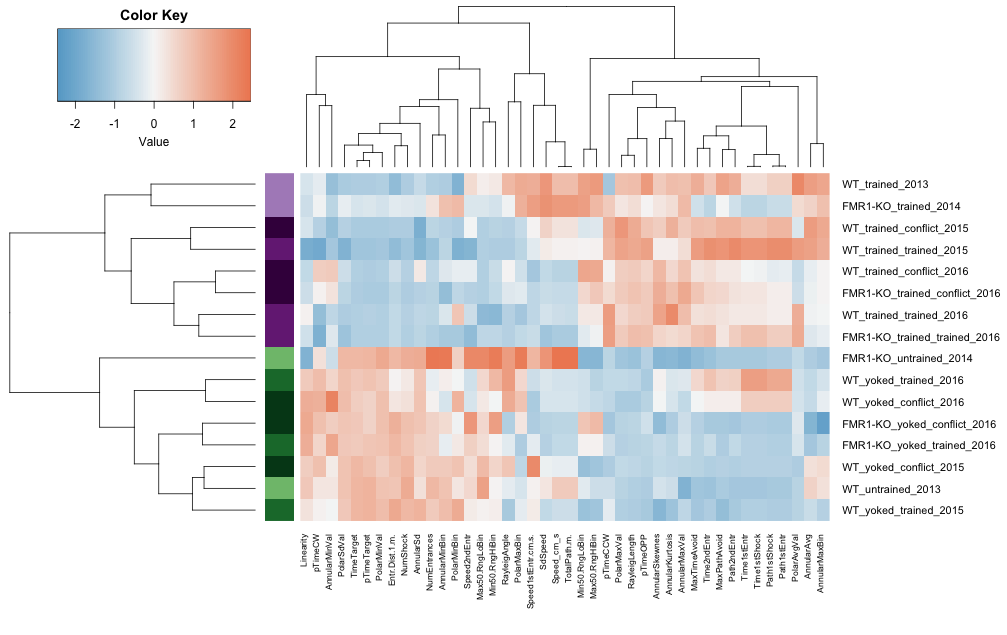 Color Key
-2 -1 0 1 2
Value
WT_trained_2013
FMR1-KO_trained_2014
WT_trained_conflict_2015
WT_trained_trained_2015
WT_trained_conflict_2016
FMR1-KO_trained_conflict_2016
WT_trained_trained_2016
FMR1-KO_trained_trained_2016
FMR1-KO_untrained_2014
WT_yoked_trained_2016
WT_yoked_conflict_2016
FMR1-KO_yoked_conflict_2016
FMR1-KO_yoked_trained_2016
WT_yoked_conflict_2015
WT_untrained_2013
WT_yoked_trained_2015
Linearity
pTimeCW
AnnularMinVal
PolarSdVal
TimeTarget
pTimeTarget
PolarMinVal
Entr.Dist.1.m.
NumShock
AnnularSd
NumEntrances
AnnularMinBin
PolarMinBin
Speed2ndEntr
Max50.RngLoBin
Min50.RngHiBin
RayleigAngle
PolarMaxBin
Speed1stEntr.cm.s.
SdSpeed
Speed_cm_s
TotalPath.m.
Min50.RngLoBin
Max50.RngHiBin
pTimeCCW
PolarMaxVal
RayleigLength
pTimeOPP
AnnularSkewnes
AnnularKurtosis
AnnularMaxVal
MaxTimeAvoid
Time2ndEntr
MaxPathAvoid
Path2ndEntr
Time1stEntr
Time1stShock
Path1stShock
Path1stEntr
PolarAvgVal
AnnularAvg
AnnularMaxBin